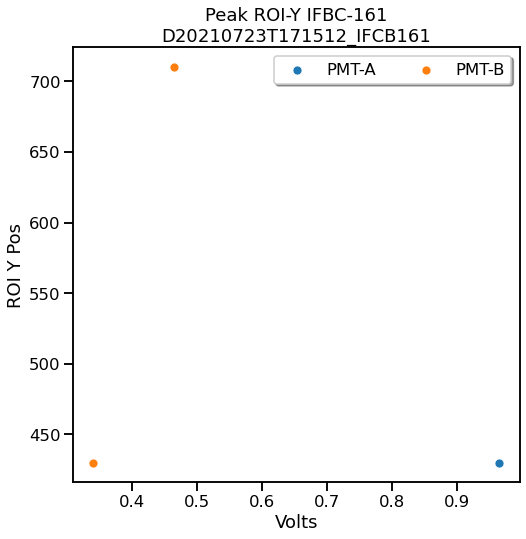 Peak ROI-Y IFBC-161
D20210723T171512_IFCB161
PMT-A PMT-B
700
650
600
550
500
450
ROI Y Pos
0.4 0.5 0.6 0.7 0.8 0.9
Volts